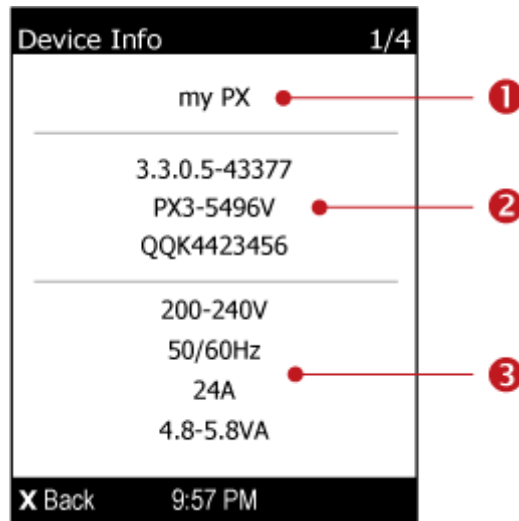 Device Info 1/4
my PX
1
3.3.0.5-43377
PX3-5496V
2
QQK4423456
200-240V
50/60Hz
3
24A
4.8-5.8VA
X Back 9:57 PM